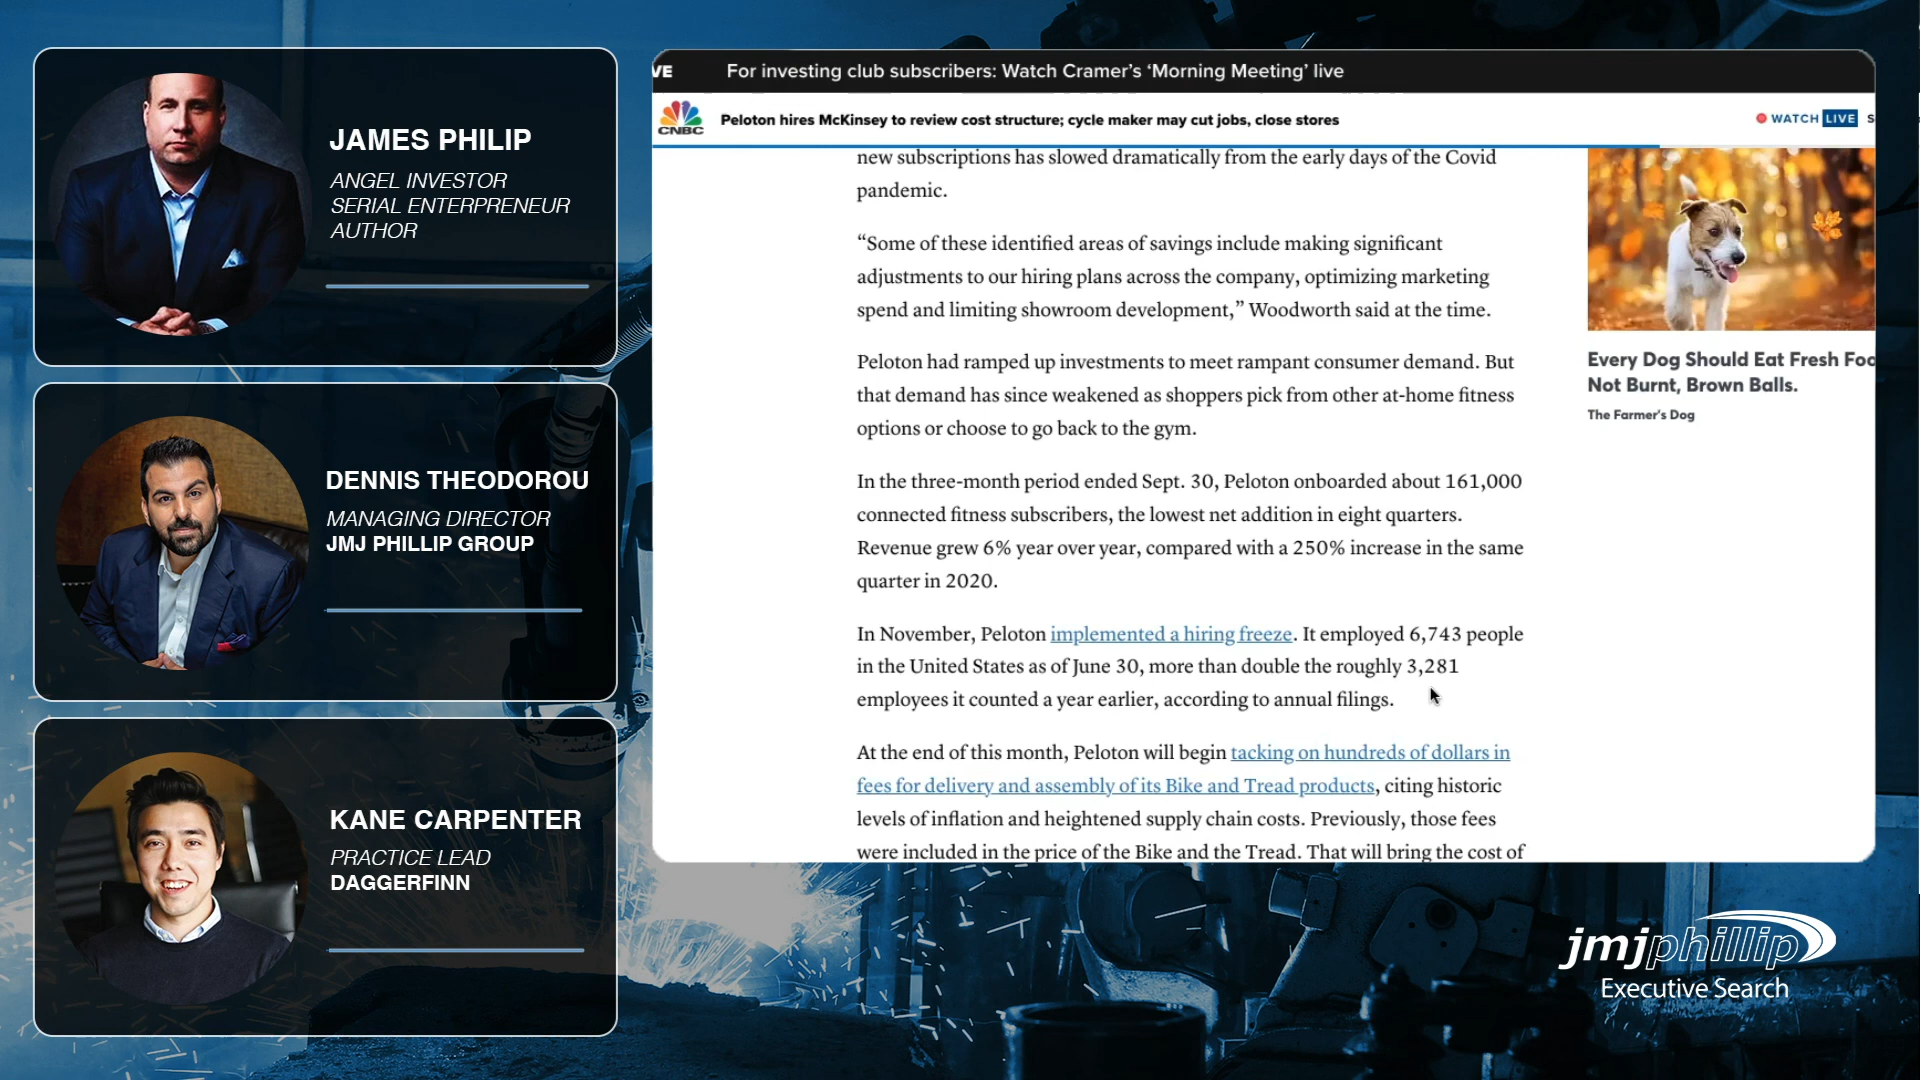 JAMES PHILIP
ANGEL INVESTOR
SERIAL ENTERPRENEUR
AUTHOR
DENNIS THEODOROU
MANAGING DIRECTOR
JMJ PHILLIP GROUP
KANE CARPENTER
PRACTICE LEAD
DAGGERFINN
VE For investing club subscribers: Watch Cramer’s ‘Morning Meeting’ live
CNBC Peloton hires McKinsey to review cost structure; cycle maker may cut jobs, close stores WATCH LIVE S
new subscriptions has slowed dramatically from the early days of the Covid
pandemic.
“Some of these identified areas of savings include making significant
adjustments to our hiring plans across the company, optimizing marketing
spend and limiting showroom development,” Woodworth said at the time.
Peloton had ramped up investments to meet rampant consumer demand. But
that demand has since weakened as shoppers pick from other at-home fitness
options or choose to go back to the gym.
In the three-month period ended Sept. 30, Peloton onboarded about 161,000
connected fitness subscribers, the lowest net addition in eight quarters.
Revenue grew 6% year over year, compared with a 250% increase in the same
quarter in 2020.
In November, Peloton implemented a hiring freeze. It employed 6,743 people
in the United States as of June 30, more than double the roughly 3,281
employees it counted a year earlier, according to annual filings.
At the end of this month, Peloton will begin tacking on hundreds of dollars in
fees for delivery and assembly of its Bike and Tread products, citing historic
levels of inflation and heightened supply chain costs. Previously, those fees
were included in the price of the Bike and the Tread. That will bring the cost of
Every Dog Should Eat Fresh Foo
Not Burnt, Brown Balls.
The Farmer's Dog
jmjphillip
Executive Search